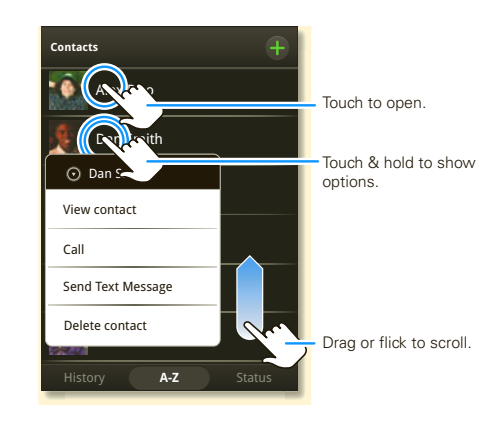 Contacts
Touch to open.
Smith
Touch & hold to show
options.
Dan
View contact
Call
Send Text Message
Delete contact
Drag or flick to scroll.
History A-Z Status